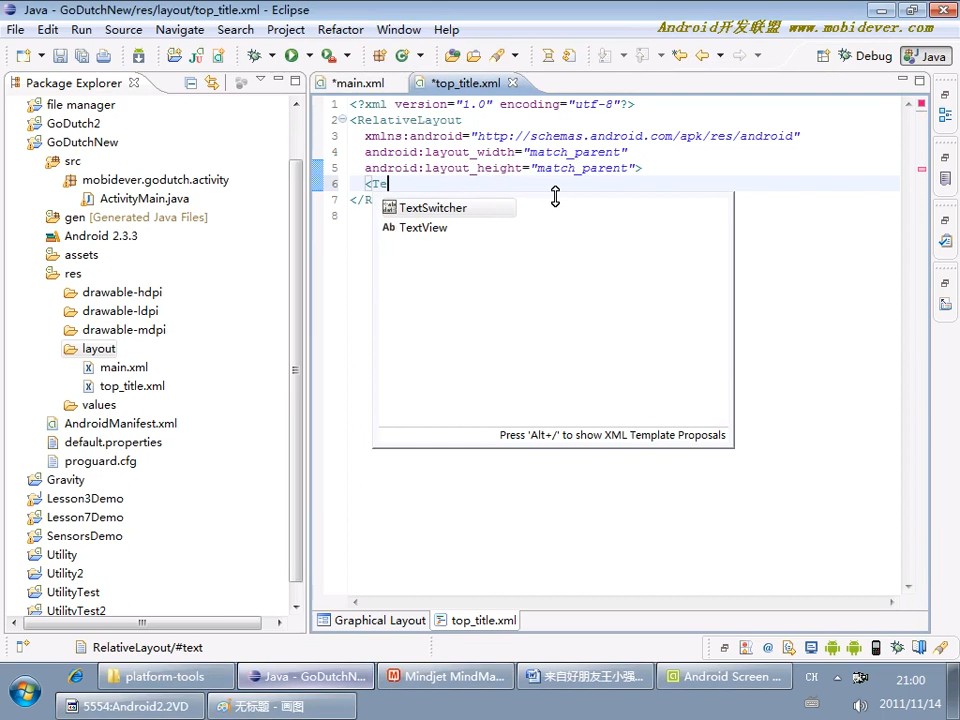 Java - GoDutchNew/res/layout/top_title.xml - Eclipse
File Edit Run Source Navigate Search Project Refactor Window Help
Android开发联盟 www.mobidever.com
Debug Java
Package Explorer
*main.xml *top_title.xml
file manager
GoDutch2
GoDutchNew
src
mobidever.godutch.activity
ActivityMain.java
gen [Generated Java Files]
Android 2.3.3
assets
res
drawable-hdpi
drawable-ldpi
drawable-mdpi
layout
main.xml
top_title.xml
values
AndroidManifest.xml
default.properties
proguard.cfg
Gravity
Lesson3Demo
Lesson7Demo
SensorsDemo
Utility
Utility2
UtilityTest
UtilityTest2
1 <?xml version="1.0" encoding="utf-8"?>
2 <RelativeLayout
3 xmlns:android="http://schemas.android.com/apk/res/android"
4 android:layout_width="match_parent"
5 android:layout_height="match_parent">
6 <Te
7 </R
8
TextSwitcher
Ab TextView
Press 'Alt+/' to show XML Template Proposals
Graphical Layout top_title.xml
RelativeLayout/#text
platform-tools Java - GoDutchN... Mindjet MindMa... 来自好朋友王小强... Android Screen ...
CH 21:00
5554:Android2.2VD 无标题 - 画图 2011/11/14